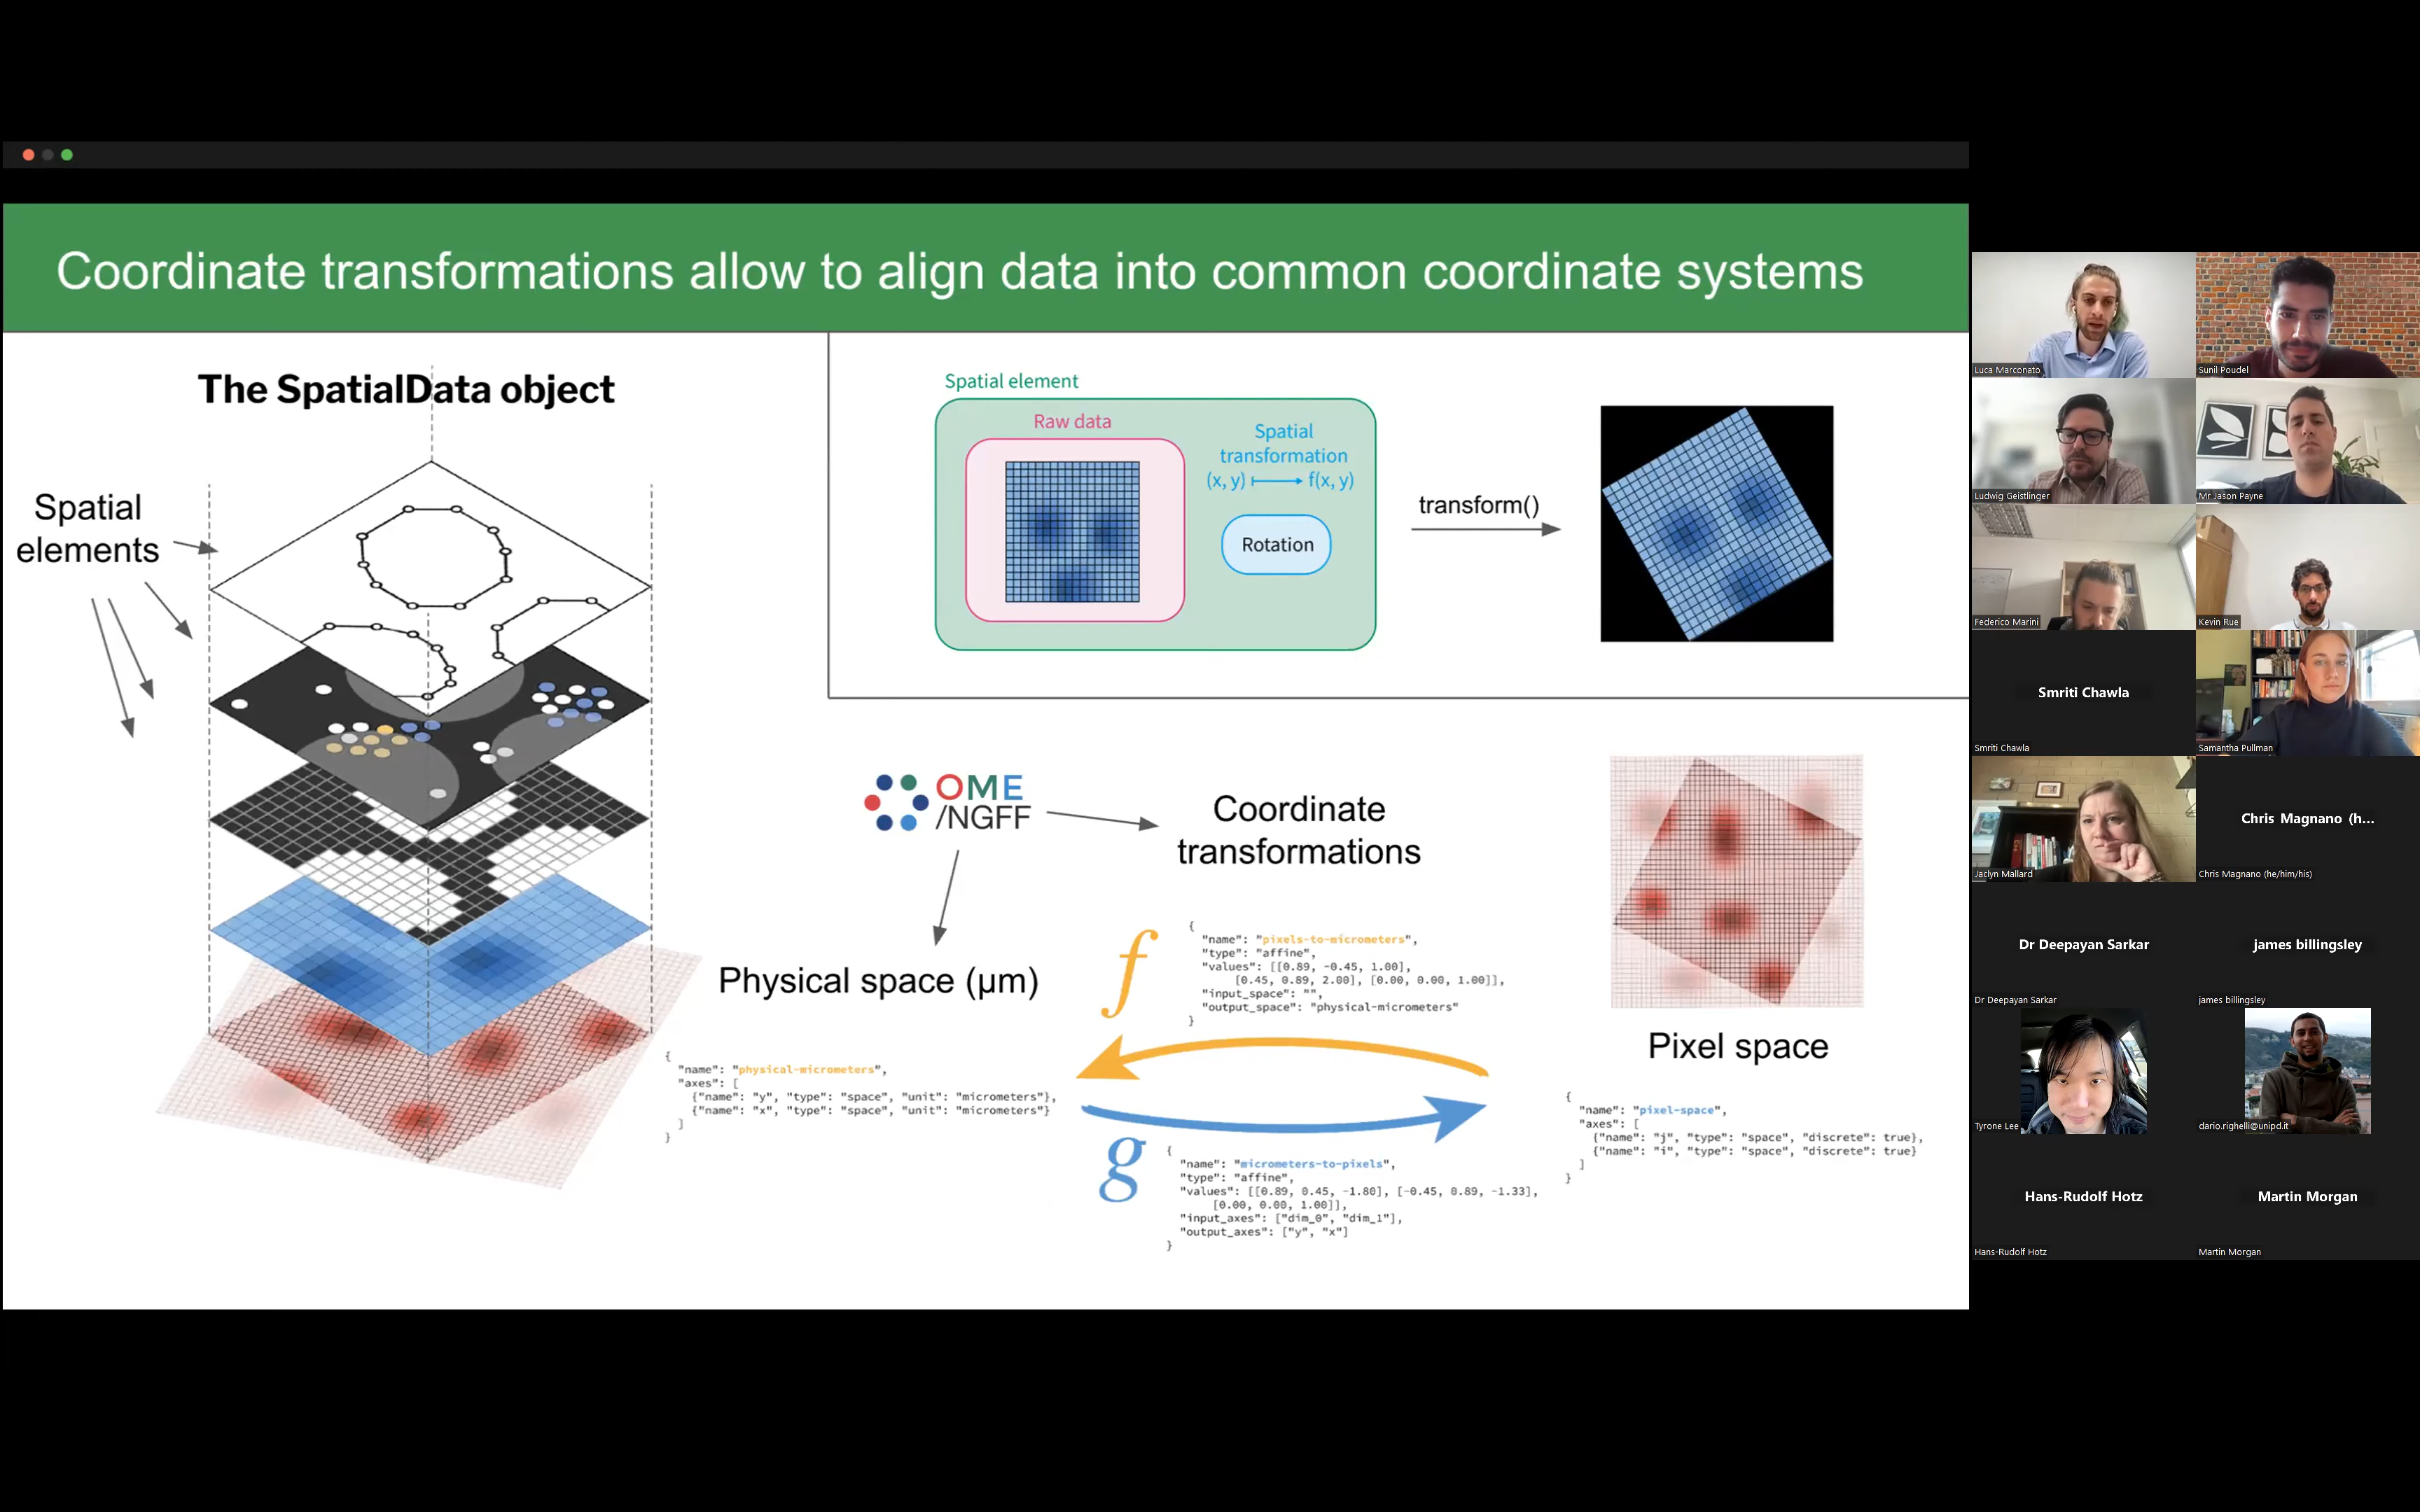 Coordinate transformations allow to align data into common coordinate systems
The SpatialData object
Spatial
elements
Spatial element
Raw data
Spatial
transformation
(x, y) ⟼ f(x, y)
Rotation
transform()
OME
/NGFF
Coordinate
transformations
Physical space (μm)
f
{
"name": "pixels-to-micrometers",
"type": "affine",
"values": [[0.89, -0.45, 1.00],
[0.45, 0.89, 2.00], [0.00, 0.00, 1.00]],
"input_space": "",
"output_space": "physical-micrometers"
}
Pixel space
{
"name": "physical-micrometers",
"axes": [
{"name": "y", "type": "space", "unit": "micrometers"},
{"name": "x", "type": "space", "unit": "micrometers"}
]
}
g
{
"name": "micrometers-to-pixels",
"type": "affine",
"values": [[0.89, 0.45, -1.80], [-0.45, 0.89, -1.33],
[0.00, 0.00, 1.00]],
"input_axes": ["dim_0", "dim_1"],
"output_axes": ["y", "x"]
}
{
"name": "pixel-space",
"axes": [
{"name": "j", "type": "space", "discrete": true},
{"name": "i", "type": "space", "discrete": true}
]
}
Luca Marconato
Sunil Poudel
Ludwig Geistlinger
Mr Jason Payne
Federico Marini
Kevin Rue
Smriti Chawla
Smriti Chawla
Samantha Pullman
Jaclyn Mallard
Chris Magnano (h...
Chris Magnano (he/him/his)
Dr Deepayan Sarkar
Dr Deepayan Sarkar
james billingsley
james billingsley
Tyrone Lee
dario.righelli@unipd.it
Hans-Rudolf Hotz
Hans-Rudolf Hotz
Martin Morgan
Martin Morgan